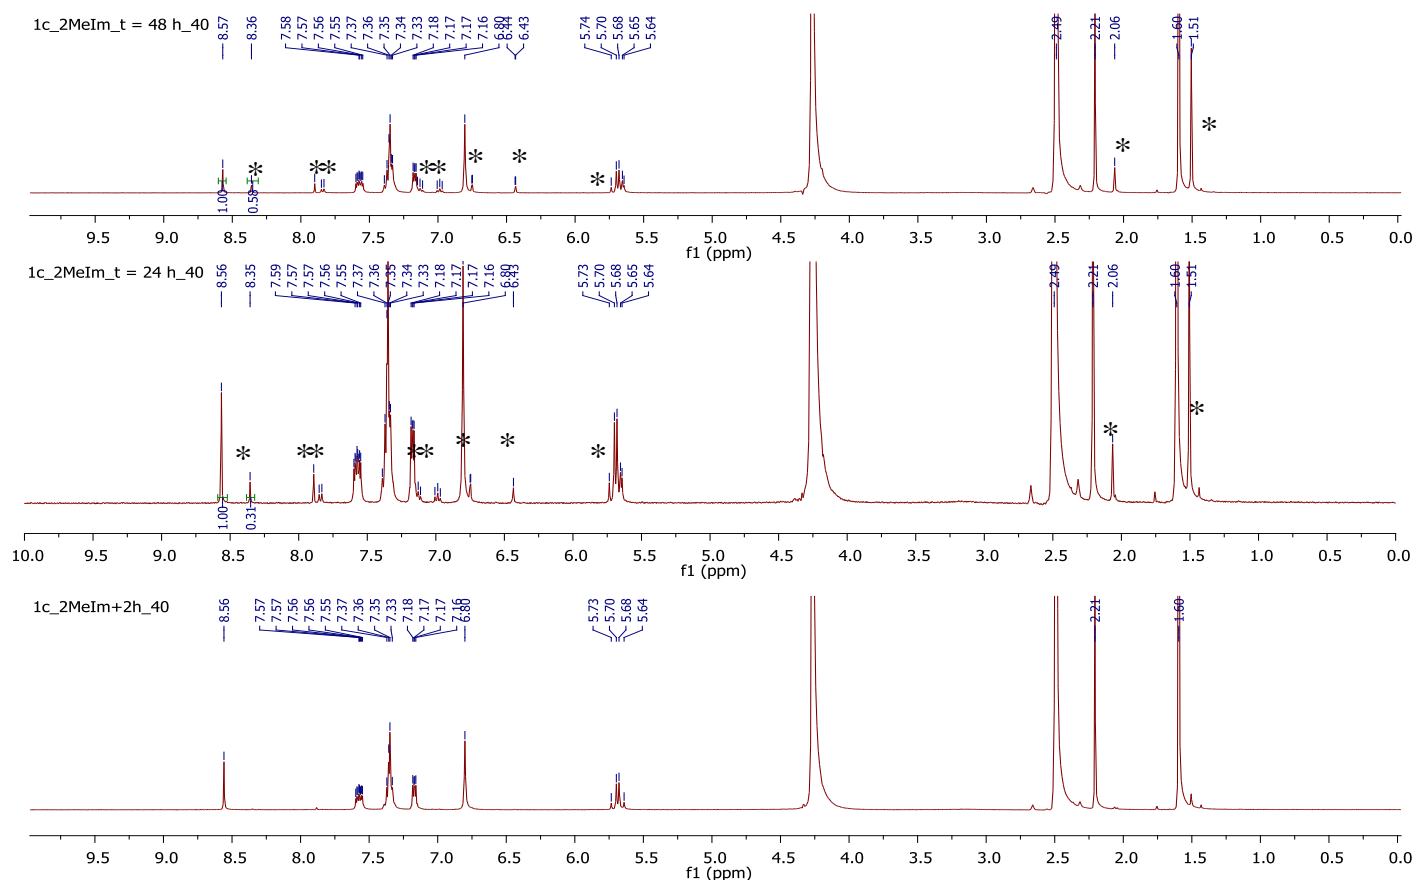 1c_2MeIm_t = 48 h_40
8.57 8.36 7.58 7.57 7.56 7.55 7.37 7.36 7.35 7.34 7.33 7.18 7.17 7.17 7.16 6.80 6.44 6.43 5.74 5.70 5.68 5.65 5.64 2.49 2.21 2.06 1.60 1.51
* ** ** * * * * *
1.00 0.58
9.5 9.0 8.5 8.0 7.5 7.0 6.5 6.0 5.5 5.0 4.5 4.0 3.5 3.0 2.5 2.0 1.5 1.0 0.5 0.0
f1 (ppm)
1c_2MeIm_t = 24 h_40
8.56 8.35 7.59 7.57 7.57 7.56 7.55 7.37 7.36 7.35 7.34 7.33 7.18 7.17 7.17 7.16 6.80 6.43 5.73 5.70 5.68 5.65 5.64 2.49 2.21 2.06 1.60 1.51
* ** ** * * * * *
1.00 0.31
10.0 9.5 9.0 8.5 8.0 7.5 7.0 6.5 6.0 5.5 5.0 4.5 4.0 3.5 3.0 2.5 2.0 1.5 1.0 0.5 0.0
f1 (ppm)
1c_2MeIm+2h_40
8.56 7.57 7.57 7.56 7.56 7.55 7.37 7.36 7.35 7.33 7.18 7.17 7.17 7.16 6.80 5.73 5.70 5.68 5.64 2.21 1.60
9.5 9.0 8.5 8.0 7.5 7.0 6.5 6.0 5.5 5.0 4.5 4.0 3.5 3.0 2.5 2.0 1.5 1.0 0.5 0.0
f1 (ppm)